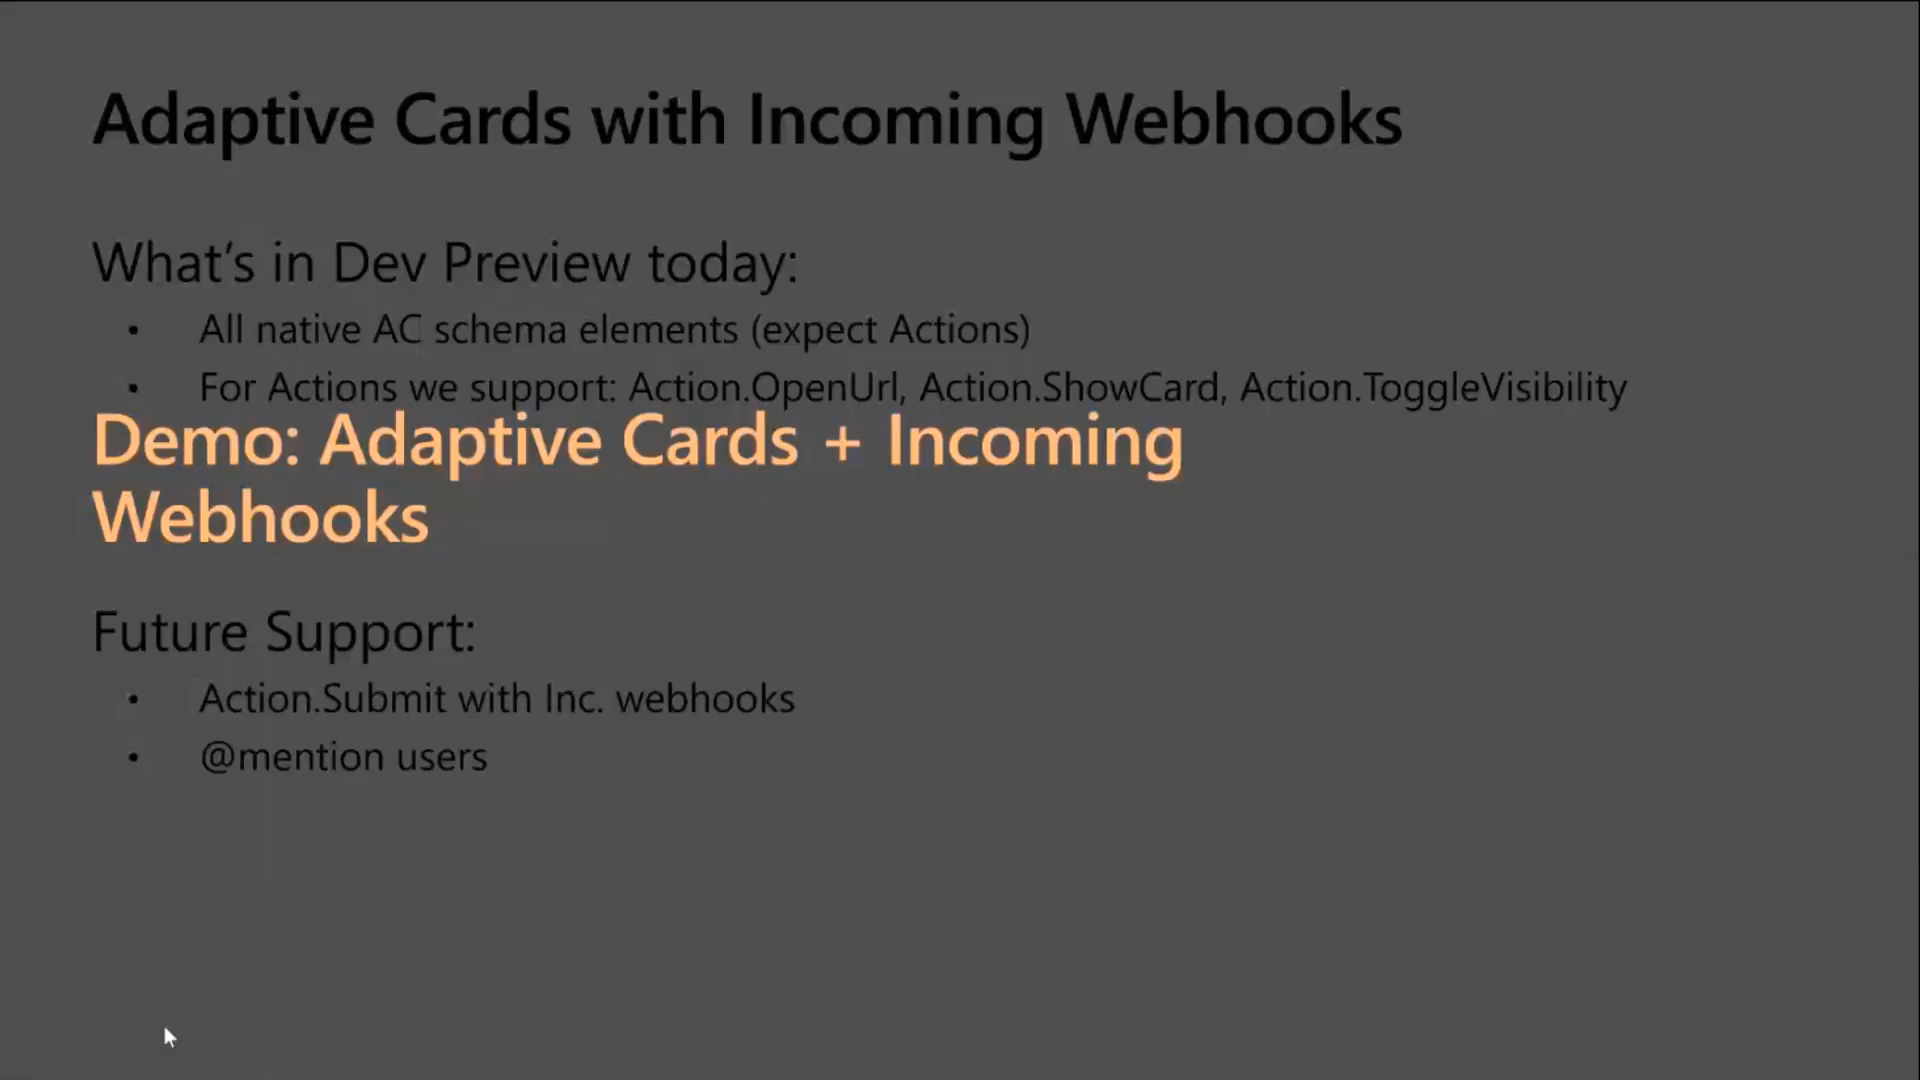 Adaptive Cards with Incoming Webhooks
What's in Dev Preview today:
• All native AC schema elements (expect Actions)
• For Actions we support: Action.OpenUrl, Action.ShowCard, Action.ToggleVisibility
Demo: Adaptive Cards + Incoming
Webhooks
Future Support:
• Action.Submit with Inc. webhooks
• @mention users